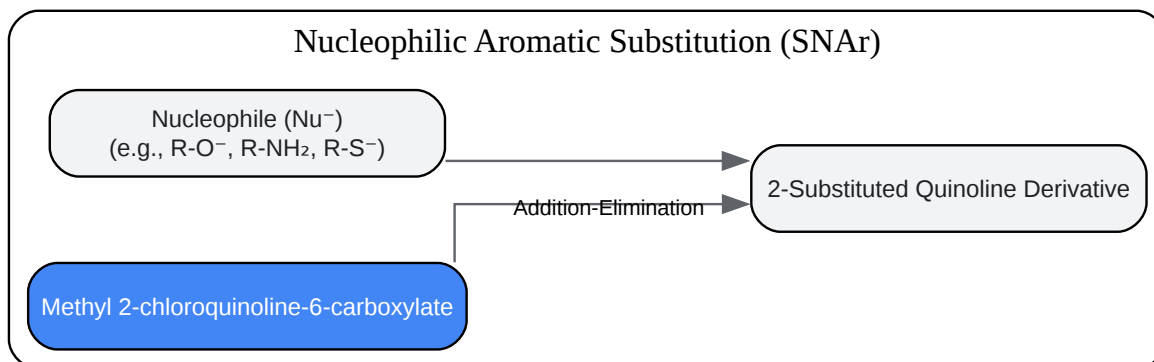 Nucleophilic Aromatic Substitution (SNAr)
Nucleophile (Nu⁻)
(e.g., R-O⁻, R-NH₂, R-S⁻)
2-Substituted Quinoline Derivative
Addition-Elimination
Methyl 2-chloroquinoline-6-carboxylate